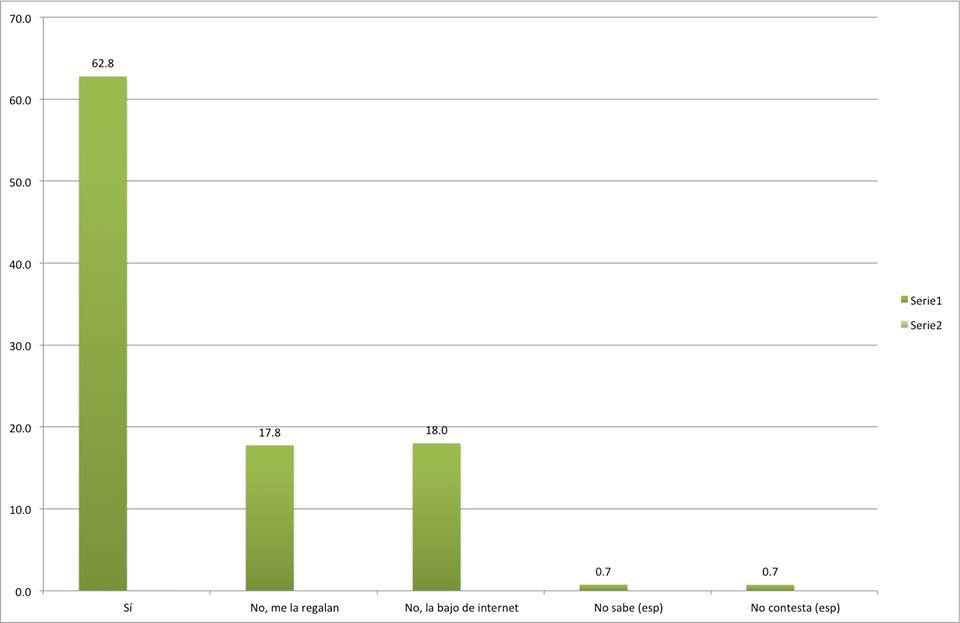 70.0
60.0
50.0
40.0
30.0
20.0
10.0
0.0
62.8
17.8
18.0
0.7
0.7
Sí
No, me la regalan
No, la bajo de internet
No sabe (esp)
No contesta (esp)
Serie1
Serie2